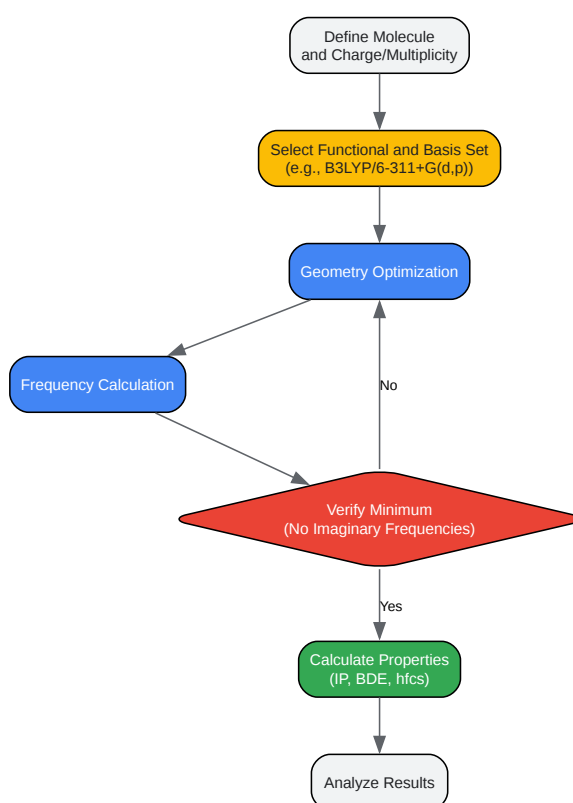 Define Molecule
and Charge/Multiplicity
Select Functional and Basis Set
(e.g., B3LYP/6-311+G(d,p))
Geometry Optimization
Frequency Calculation
No
Verify Minimum
(No Imaginary Frequencies)
Yes
Calculate Properties
(IP, BDE, hfcs)
Analyze Results